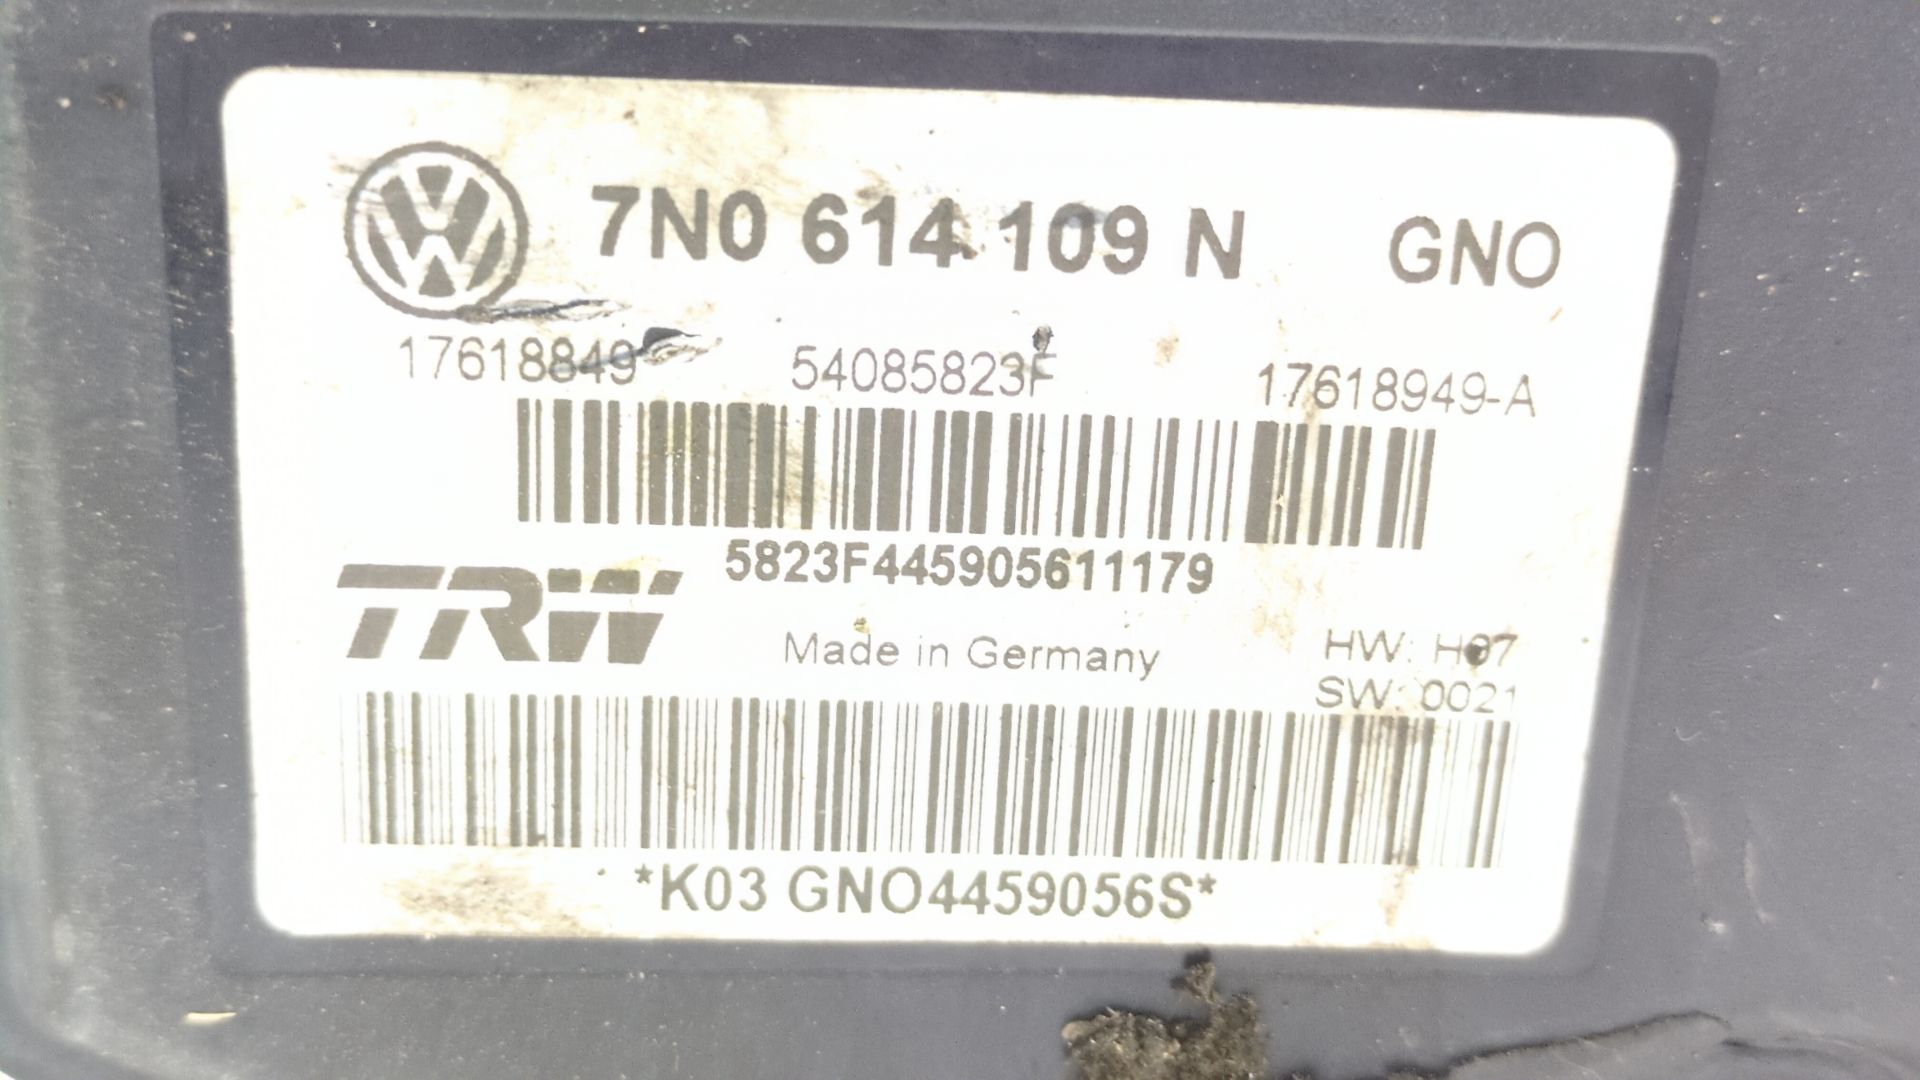 7N0 614 109 N GNO
17618849 54085823F 17618949-A
5823F445905611179
TRW
Made in Germany
HW: H07
SW: 0021
*K03 GNO4459056S*